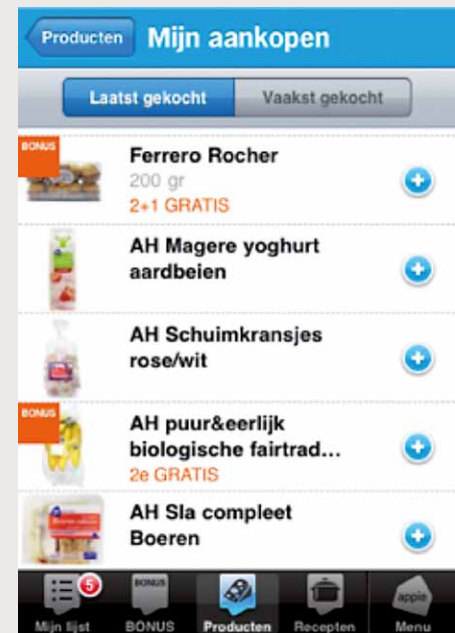 Producten
Mijn aankopen
Laatst gekocht
Vaakst gekocht
BONUS
Ferrero Rocher
200 gr
2+1 GRATIS
AH Magere yoghurt
aardbeien
AH Schuimkransjes
rose/wit
BONUS
AH puur&eerlijk
biologische fairtrad...
2e GRATIS
AH Sla compleet
Boeren
5
BONUS
appie
Mijn lijst
BONUS
Producten
Recepten
Menu